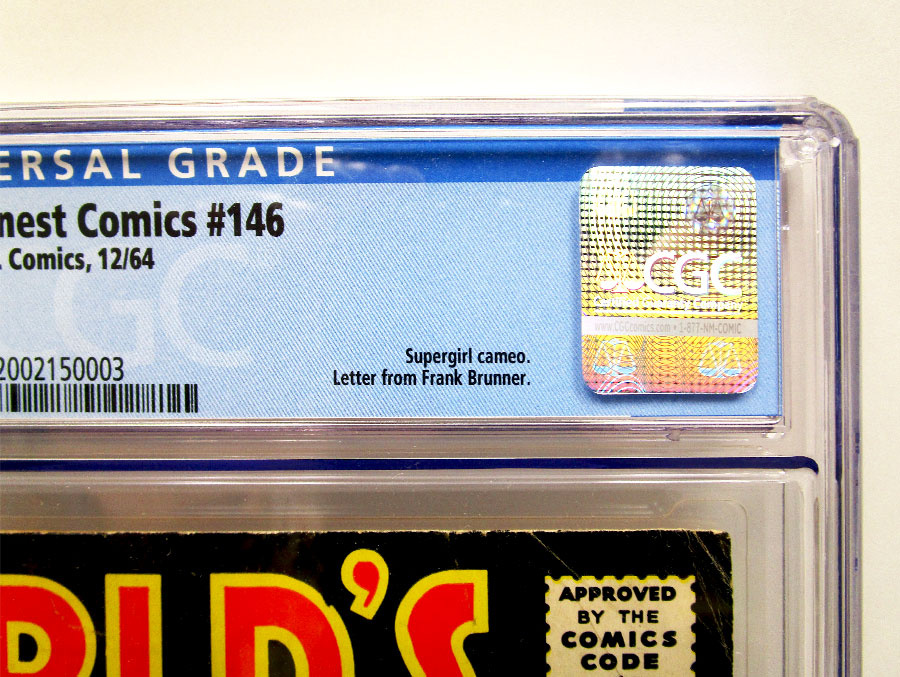 ERSAL GRADE
nest Comics #146
. Comics, 12/64
CGC
2002150003
Supergirl cameo.
Letter from Frank Brunner.
CGC
www.CGCcomics.com • 1-877-NM-COMIC
RLD'S
APPROVED
BY THE
COMICS
CODE